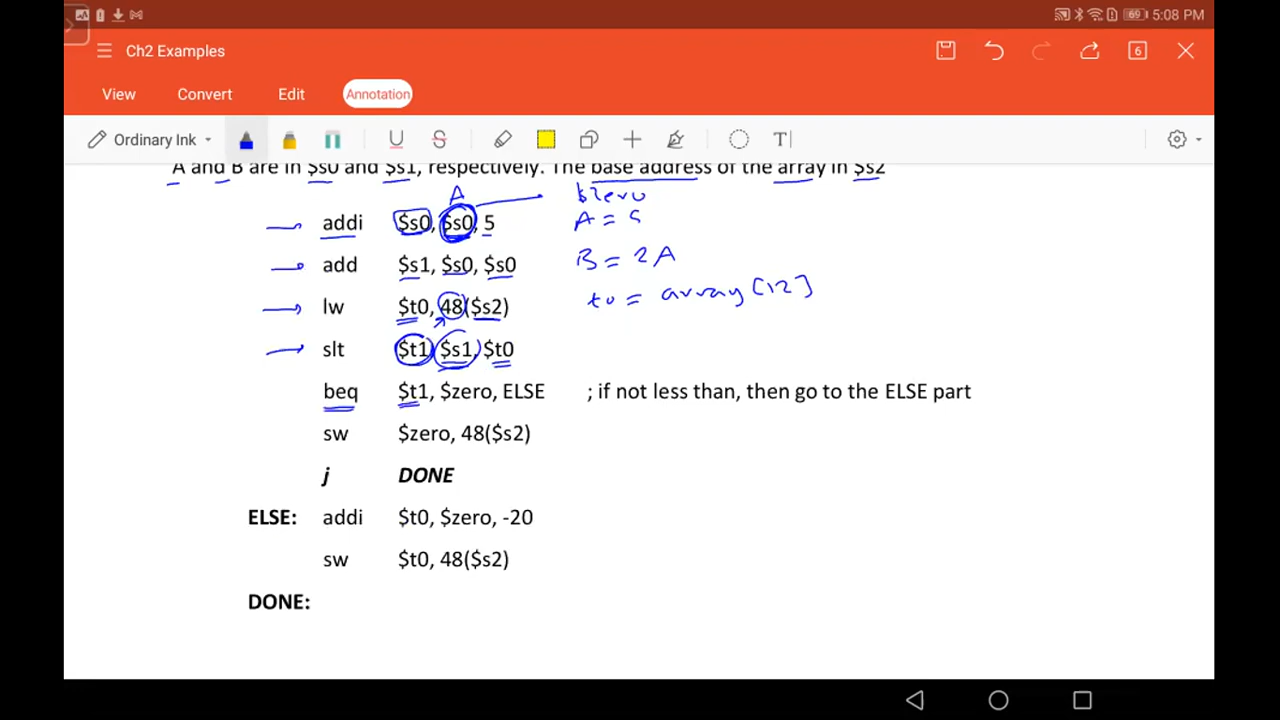 69 5:08 PM
Ch2 Examples
6
View Convert Edit Annotation
Ordinary Ink U S T
A and B are in $s0 and $s1, respectively. The base address of the array in $s2
A $zero
addi $s0, $s0, 5 A = 5
add $s1, $s0, $s0 B = 2A
lw $t0, 48($s2) t0 = array[12]
slt $t1, $s1, $t0
beq $t1, $zero, ELSE ; if not less than, then go to the ELSE part
sw $zero, 48($s2)
j DONE
ELSE: addi $t0, $zero, -20
sw $t0, 48($s2)
DONE: